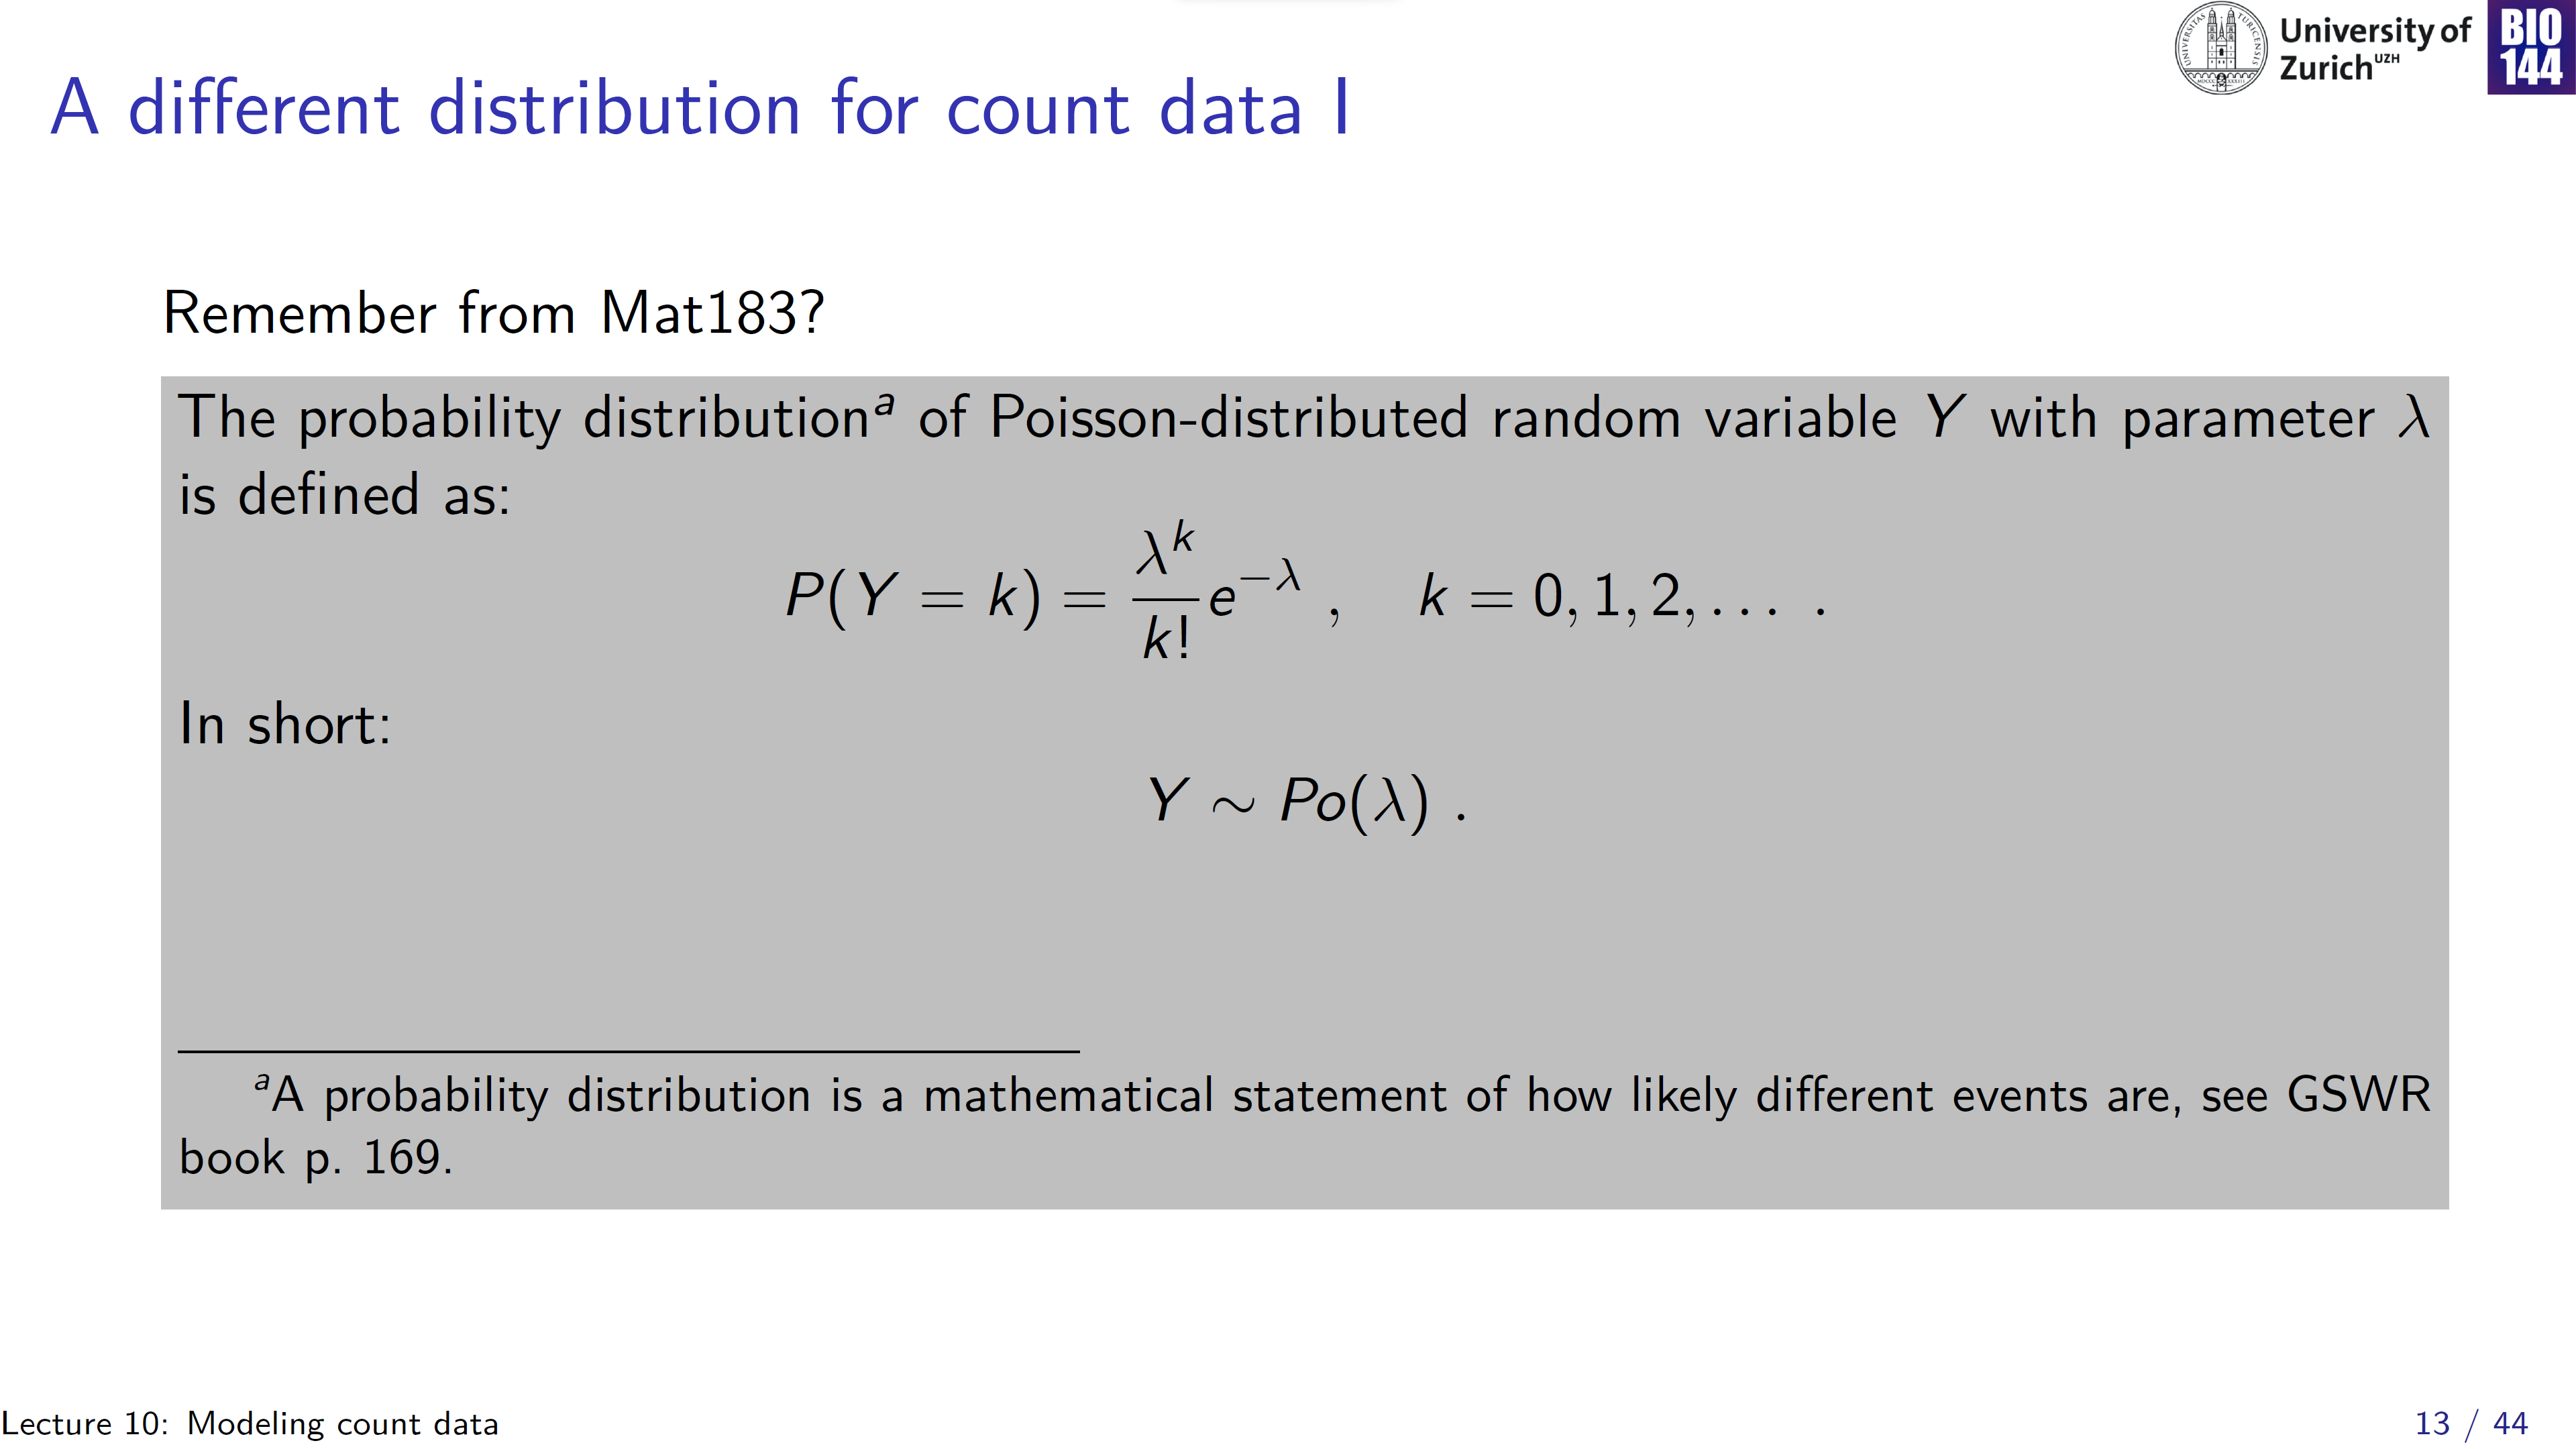 University of
Zurich UZH
BIO
144
A different distribution for count data I
Remember from Mat183?
The probability distributionᵃ of Poisson-distributed random variable Y with parameter λ
is defined as:
P(Y = k) = λ^k / k! e^{−λ} , k = 0, 1, 2, . . . .
In short:
Y ∼ Po(λ) .
ᵃA probability distribution is a mathematical statement of how likely different events are, see GSWR
book p. 169.
Lecture 10: Modeling count data
13 / 44